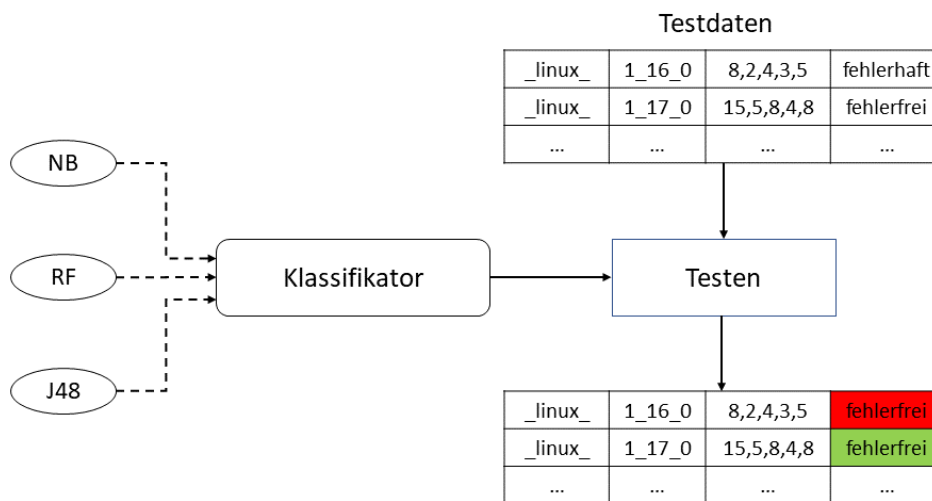 Testdaten
_linux_ 1_16_0 8,2,4,3,5 fehlerhaft
_linux_ 1_17_0 15,5,8,4,8 fehlerfrei
... ... ... ...
NB
RF
J48
Klassifikator
Testen
_linux_ 1_16_0 8,2,4,3,5 fehlerfrei
_linux_ 1_17_0 15,5,8,4,8 fehlerfrei
... ... ... ...